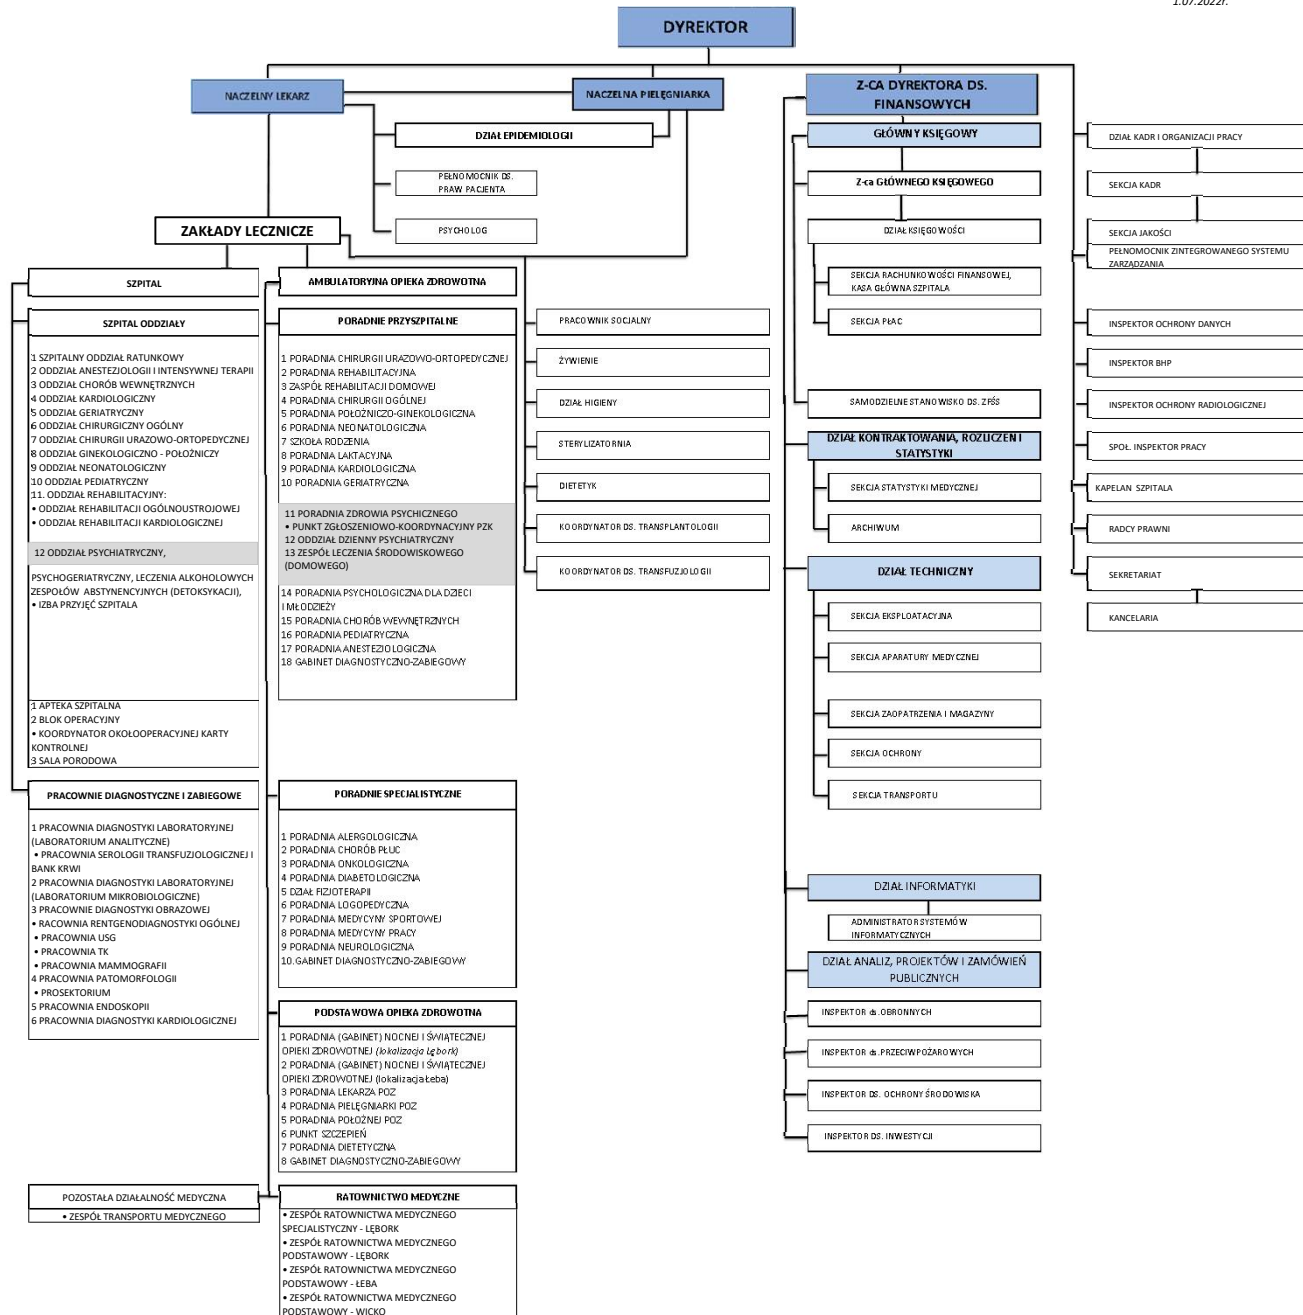 1.07.2022r.
DYREKTOR
NACZELNY LEKARZ
NACZELNA PIELĘGNIARKA
Z-CA DYREKTORA DS.
FINANSOWYCH
DZIAŁ EPIDEMIOLOGII
PEŁNOMOCNIK DS.
PRAW PACJENTA
PSYCHOLOG
ZAKŁADY LECZNICZE
SZPITAL
SZPITAL ODDZIAŁY
1 SZPITALNY ODDZIAŁ RATUNKOWY
2 ODDZIAŁ ANESTEZJOLOGII I INTENSYWNEJ TERAPII
3 ODDZIAŁ CHORÓB WEWNĘTRZNYCH
4 ODDZIAŁ KARDIOLOGICZNY
5 ODDZIAŁ GERIATRYCZNY
6 ODDZIAŁ CHIRURGICZNY OGÓLNY
7 ODDZIAŁ CHIRURGII URAZOWO-ORTOPEDYCZNEJ
8 ODDZIAŁ GINEKOLOGICZNO - POŁOŻNICZY
9 ODDZIAŁ NEONATOLOGICZNY
10 ODDZIAŁ PEDIATRYCZNY
11. ODDZIAŁ REHABILITACYJNY:
• ODDZIAŁ REHABILITACJI OGÓLNOUSTROJOWEJ
• ODDZIAŁ REHABILITACJI KARDIOLOGICZNEJ
12 ODDZIAŁ PSYCHIATRYCZNY,
PSYCHOGERIATRYCZNY, LECZENIA ALKOHOLOWYCH
ZESPOŁÓW ABSTYNENCYJNYCH (DETOKSYKACJI),
• IZBA PRZYJĘĆ SZPITALA
1 APTEKA SZPITALNA
2 BLOK OPERACYJNY
• KOORDYNATOR OKOŁOOPERACYJNEJ KARTY
KONTROLNEJ
3 SALA PORODOWA
PRACOWNIE DIAGNOSTYCZNE I ZABIEGOWE
1 PRACOWNIA DIAGNOSTYKI LABORATORYJNEJ
(LABORATORIUM ANALITYCZNE)
• PRACOWNIA SEROLOGII TRANSFUZJOLOGICZNEJ I
BANK KRWI
2 PRACOWNIA DIAGNOSTYKI LABORATORYJNEJ
(LABORATORIUM MIKROBIOLOGICZNE)
3 PRACOWNIE DIAGNOSTYKI OBRAZOWEJ
• RACOWNIA RENTGENODIAGNOSTYKI OGÓLNEJ
• PRACOWNIA USG
• PRACOWNIA TK
• PRACOWNIA MAMMOGRAFII
4 PRACOWNIA PATOMORFOLOGII
• PROSEKTORIUM
5 PRACOWNIA ENDOSKOPII
6 PRACOWNIA DIAGNOSTYKI KARDIOLOGICZNEJ
POZOSTAŁA DZIAŁALNOŚĆ MEDYCZNA
• ZESPÓŁ TRANSPORTU MEDYCZNEGO
AMBULATORYJNA OPIEKA ZDROWOTNA
PORADNIE PRZYSZPITALNE
1 PORADNIA CHIRURGII URAZOWO-ORTOPEDYCZNEJ
2 PORADNIA REHABILITACYJNA
3 ZASPÓŁ REHABILITACJI DOMOWEJ
4 PORADNIA CHIRURGII OGÓLNEJ
5 PORADNIA POŁOŻNICZO-GINEKOLOGICZNA
6 PORADNIA NEONATOLOGICZNA
7 SZKOŁA RODZENIA
8 PORADNIA LAKTACYJNA
9 PORADNIA KARDIOLOGICZNA
10 PORADNIA GERIATRYCZNA
11 PORADNIA ZDROWIA PSYCHICZNEGO
• PUNKT ZGŁOSZENIOWO-KOORDYNACYJNY PZK
12 ODDZIAŁ DZIENNY PSYCHIATRYCZNY
13 ZESPÓŁ LECZENIA ŚRODOWISKOWEGO
(DOMOWEGO)
14 PORADNIA PSYCHOLOGICZNA DLA DZIECI
I MŁODZIEŻY
15 PORADNIA CHORÓB WEWNĘTRZNYCH
16 PORADNIA PEDIATRYCZNA
17 PORADNIA ANESTEZJOLOGICZNA
18 GABINET DIAGNOSTYCZNO-ZABIEGOWY
PORADNIE SPECJALISTYCZNE
1 PORADNIA ALERGOLOGICZNA
2 PORADNIA CHORÓB PŁUC
3 PORADNIA ONKOLOGICZNA
4 PORADNIA DIABETOLOGICZNA
5 DZIAŁ FIZJOTERAPII
6 PORADNIA LOGOPEDYCZNA
7 PORADNIA MEDYCYNY SPORTOWEJ
8 PORADNIA MEDYCYNY PRACY
9 PORADNIA NEUROLOGICZNA
10.GABINET DIAGNOSTYCZNO-ZABIEGOWY
PODSTAWOWA OPIEKA ZDROWOTNA
1 PORADNIA (GABINET) NOCNEJ I ŚWIĄTECZNEJ
OPIEKI ZDROWOTNEJ (lokalizacja Lębork)
2 PORADNIA (GABINET) NOCNEJ I ŚWIĄTECZNEJ
OPIEKI ZDROWOTNEJ (lokalizacja Łeba)
3 PORADNIA LEKARZA POZ
4 PORADNIA PIELĘGNIARKI POZ
5 PORADNIA POŁOŻNEJ POZ
6 PUNKT SZCZEPIEŃ
7 PORADNIA DIETETYCZNA
8 GABINET DIAGNOSTYCZNO-ZABIEGOWY
RATOWNICTWO MEDYCZNE
• ZESPÓŁ RATOWNICTWA MEDYCZNEGO
SPECJALISTYCZNY - LĘBORK
• ZESPÓŁ RATOWNICTWA MEDYCZNEGO
PODSTAWOWY - LĘBORK
• ZESPÓŁ RATOWNICTWA MEDYCZNEGO
PODSTAWOWY - ŁEBA
• ZESPÓŁ RATOWNICTWA MEDYCZNEGO
PODSTAWOWY - WICKO
PRACOWNIK SOCJALNY
ŻYWIENIE
DZIAŁ HIGIENY
STERYLIZATORNIA
DIETETYK
KOORDYNATOR DS. TRANSPLANTOLOGII
KOORDYNATOR DS. TRANSFUZJOLOGII
GŁÓWNY KSIĘGOWY
Z-ca GŁÓWNEGO KSIĘGOWEGO
DZIAŁ KSIĘGOWOŚCI
SEKCJA RACHUNKOWOŚCI FINANSOWEJ,
KASA GŁÓWNA SZPITALA
SEKCJA PŁAC
SAMODZIELNE STANOWISKO DS. ZFŚS
DZIAŁ KONTRAKTOWANIA, ROZLICZEŃ I
STATYSTYKI
SEKCJA STATYSTYKI MEDYCZNEJ
ARCHIWUM
DZIAŁ TECHNICZNY
SEKCJA EKSPLOATACYJNA
SEKCJA APARATURY MEDYCZNEJ
SEKCJA ZAOPATRZENIA I MAGAZYNY
SEKCJA OCHRONY
SEKCJA TRANSPORTU
DZIAŁ INFORMATYKI
ADMINISTRATOR SYSTEMÓW
INFORMATYCZNYCH
DZIAŁ ANALIZ, PROJEKTÓW I ZAMÓWIEŃ
PUBLICZNYCH
INSPEKTOR ds.OBRONNYCH
INSPEKTOR ds.PRZECIWPOŻAROWYCH
INSPEKTOR DS. OCHRONY ŚRODOWISKA
INSPEKTOR DS. INWESTYCJI
DZIAŁ KADR I ORGANIZACJI PRACY
SEKCJA KADR
SEKCJA JAKOŚCI
PEŁNOMOCNIK ZINTEGROWANEGO SYSTEMU
ZARZĄDZANIA
INSPEKTOR OCHRONY DANYCH
INSPEKTOR BHP
INSPEKTOR OCHRONY RADIOLOGICZNEJ
SPOŁ. INSPEKTOR PRACY
KAPELAN SZPITALA
RADCY PRAWNI
SEKRETARIAT
KANCELARIA